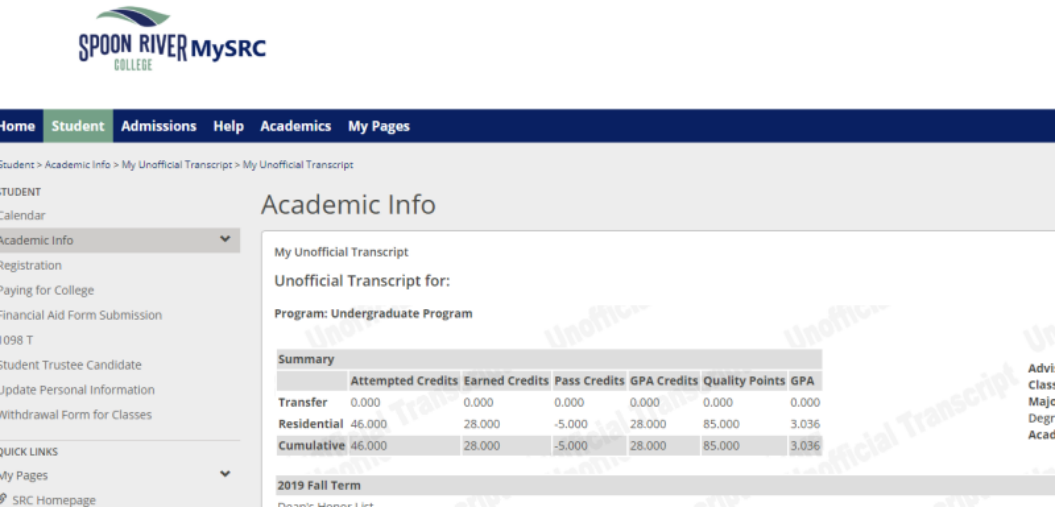 SPOON RIVER
COLLEGE
MySRC
Home Student Admissions Help Academics My Pages
Student > Academic Info > My Unofficial Transcript > My Unofficial Transcript
STUDENT
Calendar
Academic Info
Registration
Paying for College
Financial Aid Form Submission
1098 T
Student Trustee Candidate
Update Personal Information
Withdrawal Form for Classes
QUICK LINKS
My Pages
SRC Homepage
Academic Info
My Unofficial Transcript
Unofficial Transcript for:
Program: Undergraduate Program
Summary
Attempted Credits Earned Credits Pass Credits GPA Credits Quality Points GPA
Transfer 0.000 0.000 0.000 0.000 0.000 0.000
Residential 46.000 28.000 -5.000 28.000 85.000 3.036
Cumulative 46.000 28.000 -5.000 28.000 85.000 3.036
2019 Fall Term
Dean's Honor List